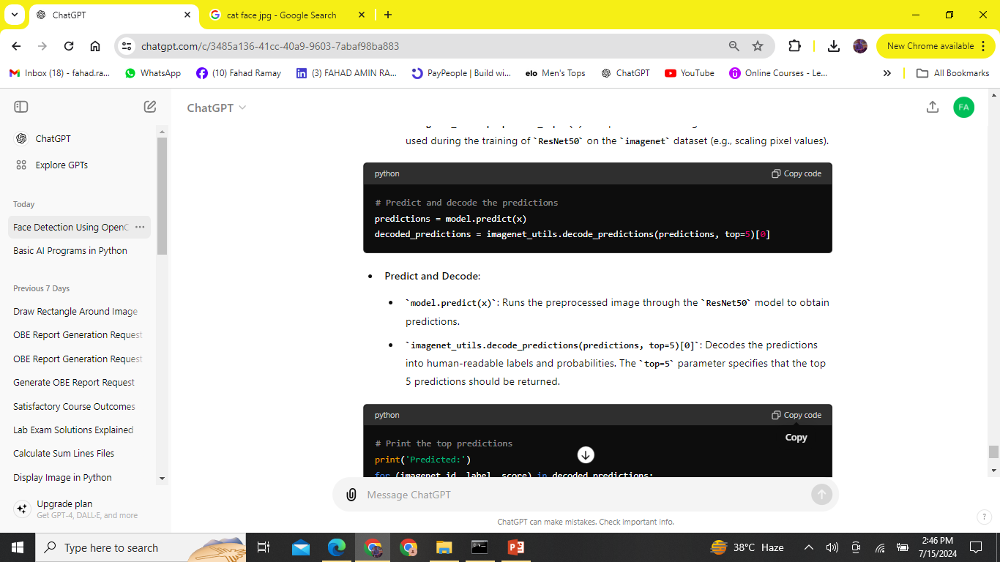 ChatGPT
cat face jpg - Google Search
chatgpt.com/c/3485a136-41cc-40a9-9603-7abaf98ba883
New Chrome available
Inbox (18) - fahad.ra...
WhatsApp
(10) Fahad Ramay
(3) FAHAD AMIN RA...
PayPeople | Build wi...
elo Men's Tops
ChatGPT
YouTube
Online Courses - Le...
All Bookmarks
ChatGPT
FA
ChatGPT
Explore GPTs
Today
Face Detection Using OpenC
Basic AI Programs in Python
Previous 7 Days
Draw Rectangle Around Image
OBE Report Generation Request
OBE Report Generation Request
Generate OBE Report Request
Satisfactory Course Outcomes
Lab Exam Solutions Explained
Calculate Sum Lines Files
Display Image in Python
Upgrade plan
Get GPT-4, DALL·E, and more
used during the training of `ResNet50` on the `imagenet` dataset (e.g., scaling pixel values).
python
Copy code
# Predict and decode the predictions
predictions = model.predict(x)
decoded_predictions = imagenet_utils.decode_predictions(predictions, top=5)[0]
• Predict and Decode:
• `model.predict(x)`: Runs the preprocessed image through the `ResNet50` model to obtain
predictions.
• `imagenet_utils.decode_predictions(predictions, top=5)[0]`: Decodes the predictions
into human-readable labels and probabilities. The `top=5` parameter specifies that the top
5 predictions should be returned.
python
Copy code
Copy
# Print the top predictions
print('Predicted:')
for (imagenet_id, label, score) in decoded_predictions:
Message ChatGPT
ChatGPT can make mistakes. Check important info.
?
Type here to search
38°C Haze
2:46 PM
7/15/2024